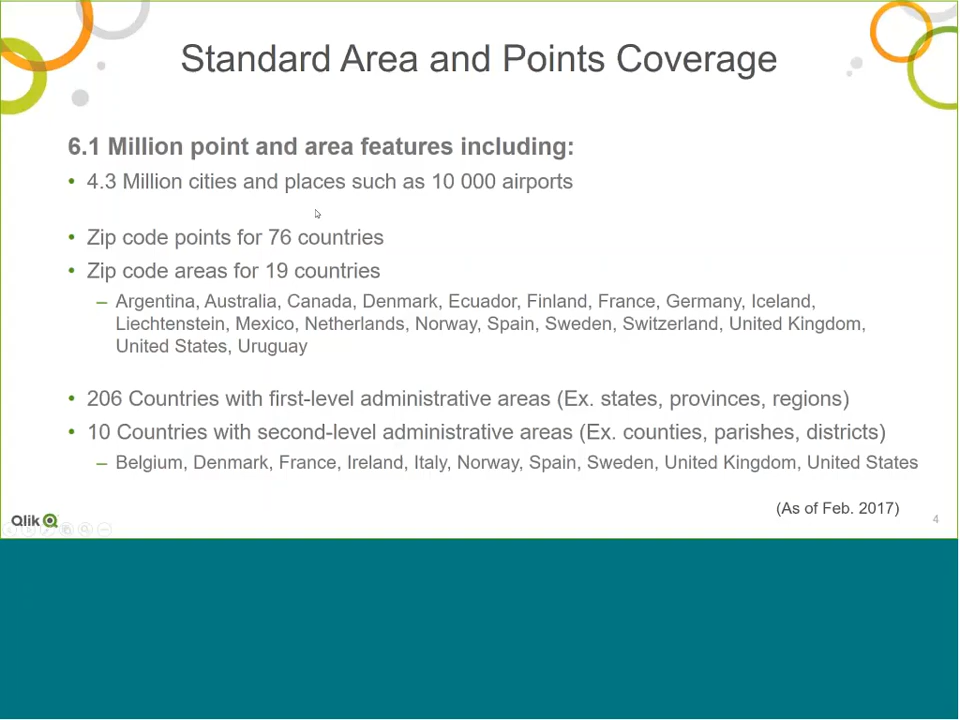 Standard Area and Points Coverage
6.1 Million point and area features including:
• 4.3 Million cities and places such as 10 000 airports
• Zip code points for 76 countries
• Zip code areas for 19 countries
– Argentina, Australia, Canada, Denmark, Ecuador, Finland, France, Germany, Iceland,
Liechtenstein, Mexico, Netherlands, Norway, Spain, Sweden, Switzerland, United Kingdom,
United States, Uruguay
• 206 Countries with first-level administrative areas (Ex. states, provinces, regions)
• 10 Countries with second-level administrative areas (Ex. counties, parishes, districts)
– Belgium, Denmark, France, Ireland, Italy, Norway, Spain, Sweden, United Kingdom, United States
(As of Feb. 2017)
Qlik
4